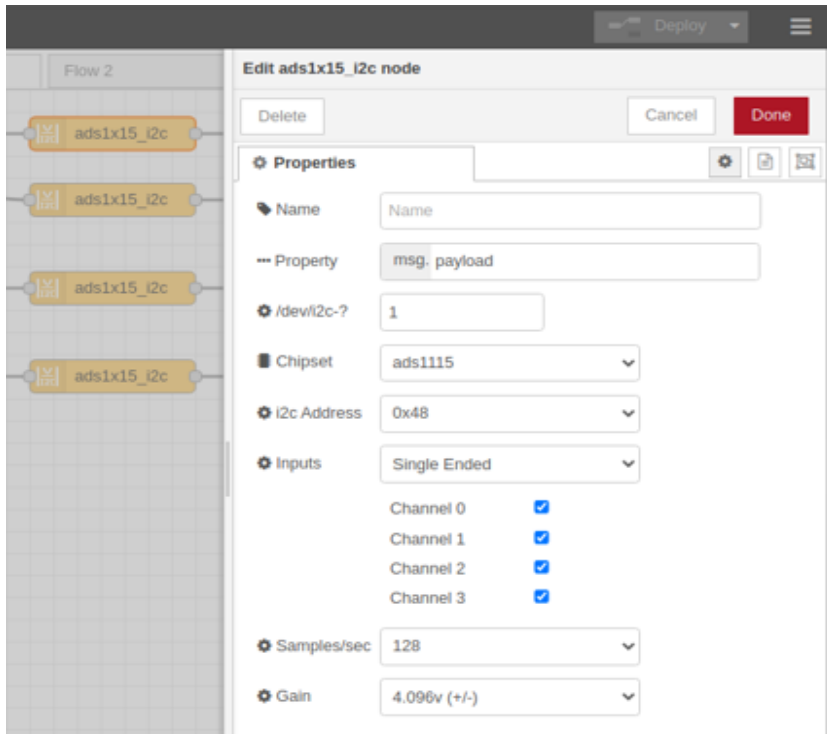 Deploy
Flow 2
Edit ads1x15_i2c node
Delete
Cancel
Done
ads1x15_i2c
ads1x15_i2c
ads1x15_i2c
ads1x15_i2c
Properties
Name
Name
Property
msg. payload
/dev/i2c-?
1
Chipset
ads1115
i2c Address
0x48
Inputs
Single Ended
Channel 0
Channel 1
Channel 2
Channel 3
Samples/sec
128
Gain
4.096v (+/-)